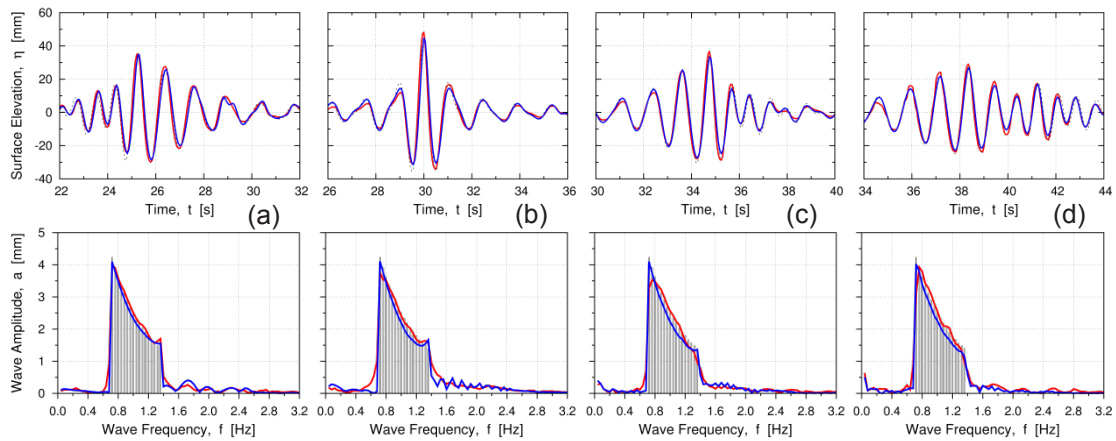 Surface Elevation, η [mm]
60
40
20
0
-20
-40
22 24 26 28 30 32
26 28 30 32 34 36
30 32 34 36 38 40
34 36 38 40 42 44
Time, t [s] (a)
Time, t [s] (b)
Time, t [s] (c)
Time, t [s] (d)
Wave Amplitude, a [mm]
5
4
3
2
1
0
0.0 0.4 0.8 1.2 1.6 2.0 2.4 2.8 3.2
0.0 0.4 0.8 1.2 1.6 2.0 2.4 2.8 3.2
0.0 0.4 0.8 1.2 1.6 2.0 2.4 2.8 3.2
0.0 0.4 0.8 1.2 1.6 2.0 2.4 2.8 3.2
Wave Frequency, f [Hz]
Wave Frequency, f [Hz]
Wave Frequency, f [Hz]
Wave Frequency, f [Hz]